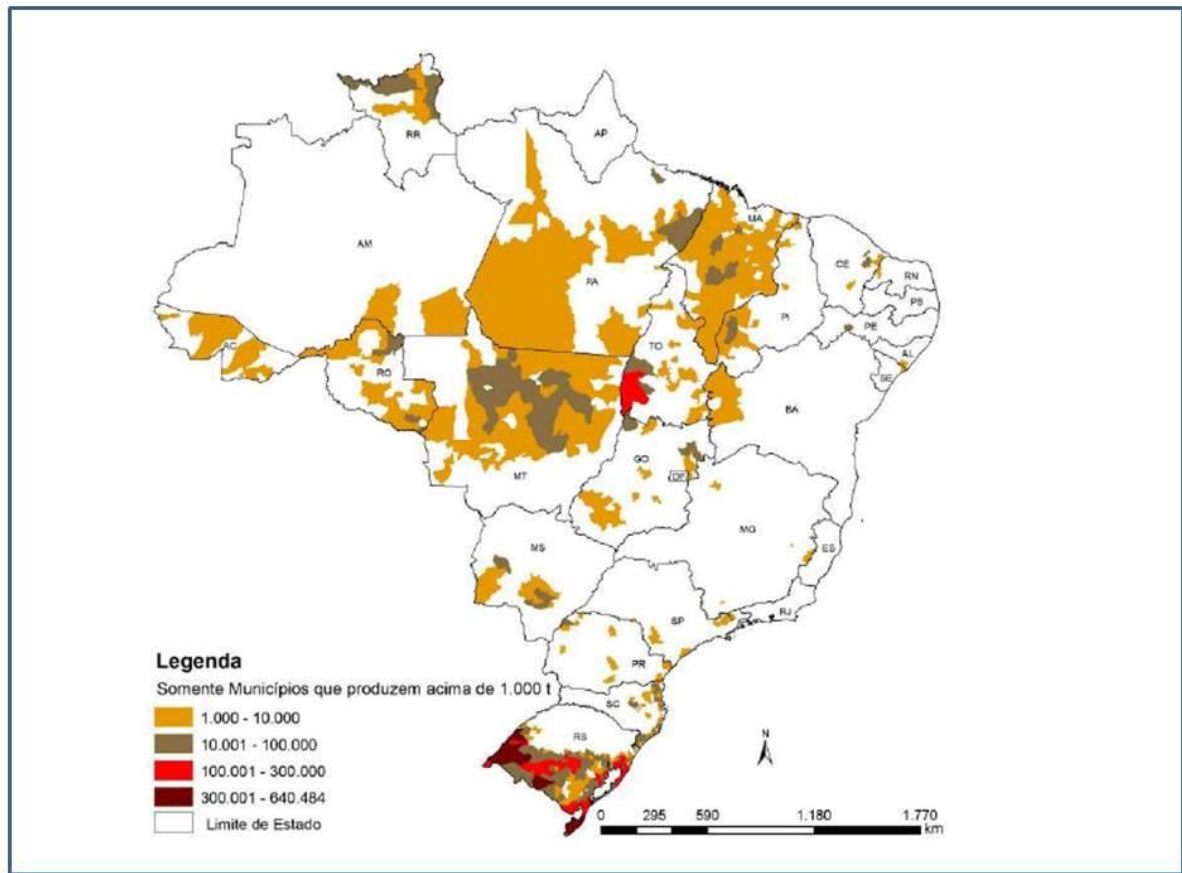 RR
AP
AM
PA
MA
CE
RN
PB
PI
PE
AL
SE
AC
RO
TO
BA
MT
GO
DF
MG
ES
MS
SP
RJ
PR
SC
RS
N
Legenda
Somente Municípios que produzem acima de 1.000 t
1.000 - 10.000
10.001 - 100.000
100.001 - 300.000
300.001 - 640.484
Limite de Estado
0 295 590 1.180 1.770
km